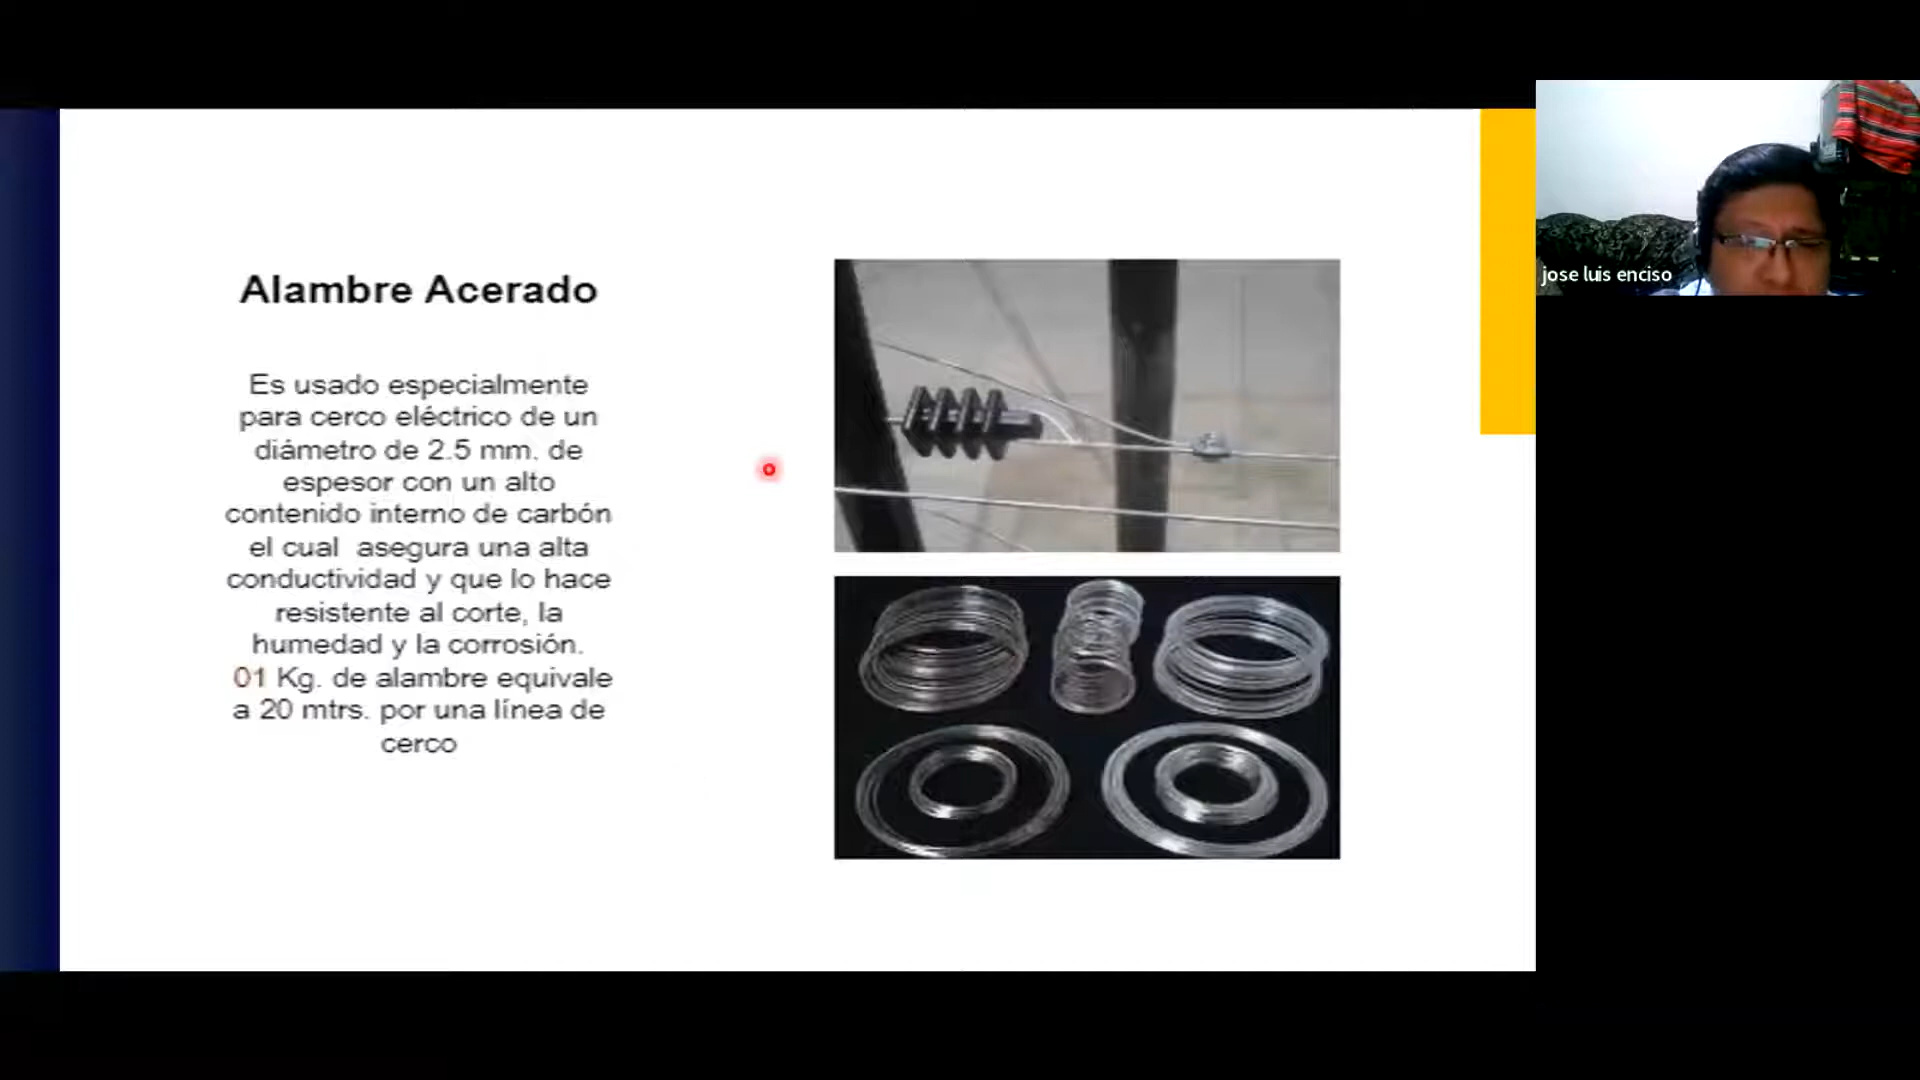 Alambre Acerado
Es usado especialmente
para cerco eléctrico de un
diámetro de 2.5 mm. de
espesor con un alto
contenido interno de carbón
el cual  asegura una alta
conductividad y que lo hace
resistente al corte, la
humedad y la corrosión.
01 Kg. de alambre equivale
a 20 mtrs. por una línea de
cerco
jose luis enciso